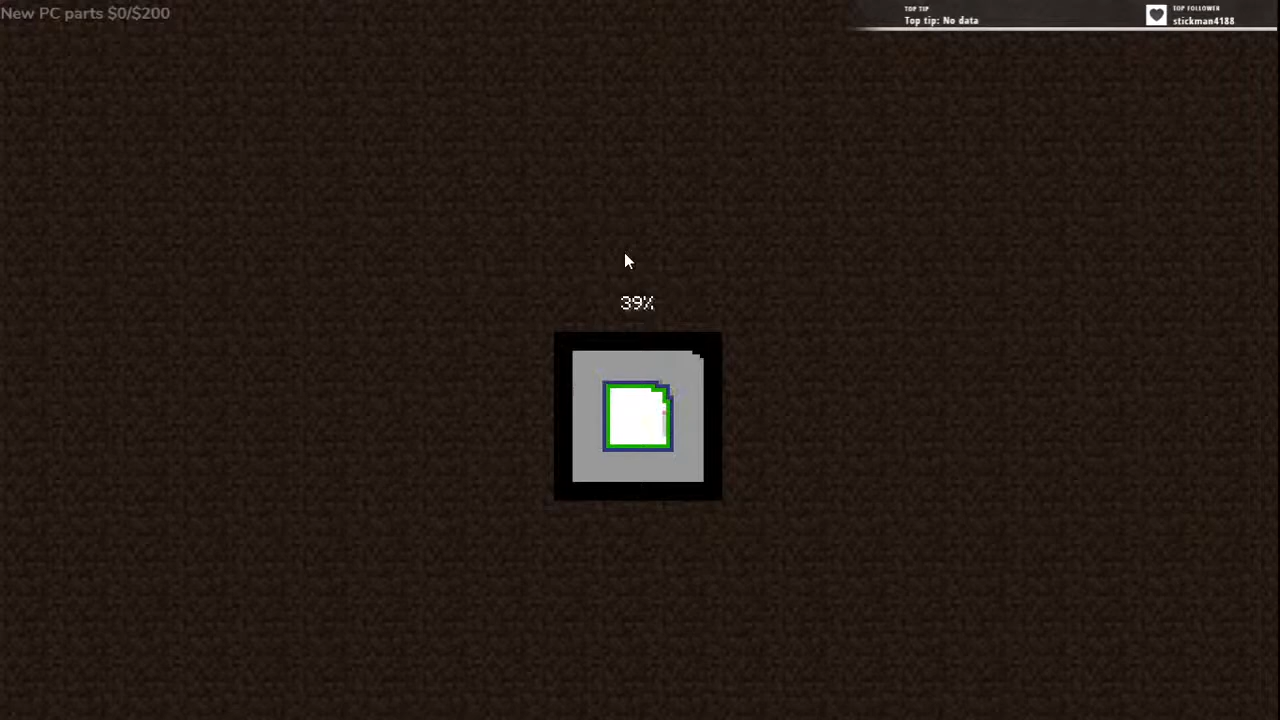 New PC parts $0/$200
TOP TIP
Top tip: No data
TOP FOLLOWER
stickman4188
39%